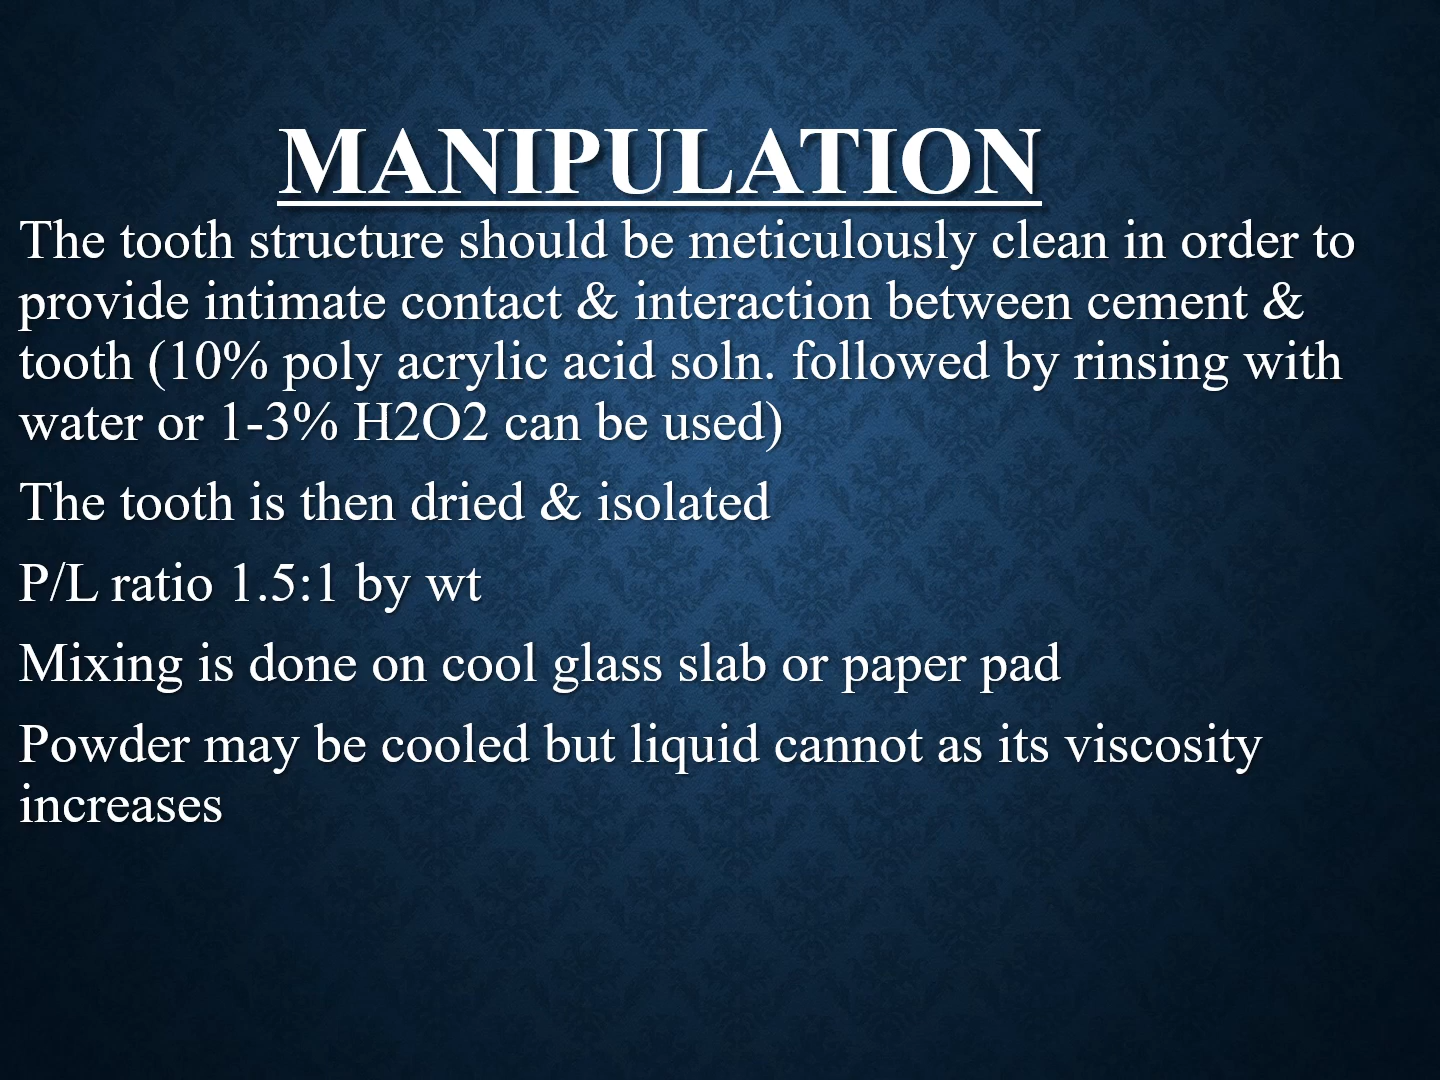 MANIPULATION
The tooth structure should be meticulously clean in order to
provide intimate contact & interaction between cement &
tooth (10% poly acrylic acid soln. followed by rinsing with
water or 1-3% H2O2 can be used)
The tooth is then dried & isolated
P/L ratio 1.5:1 by wt
Mixing is done on cool glass slab or paper pad
Powder may be cooled but liquid cannot as its viscosity
increases